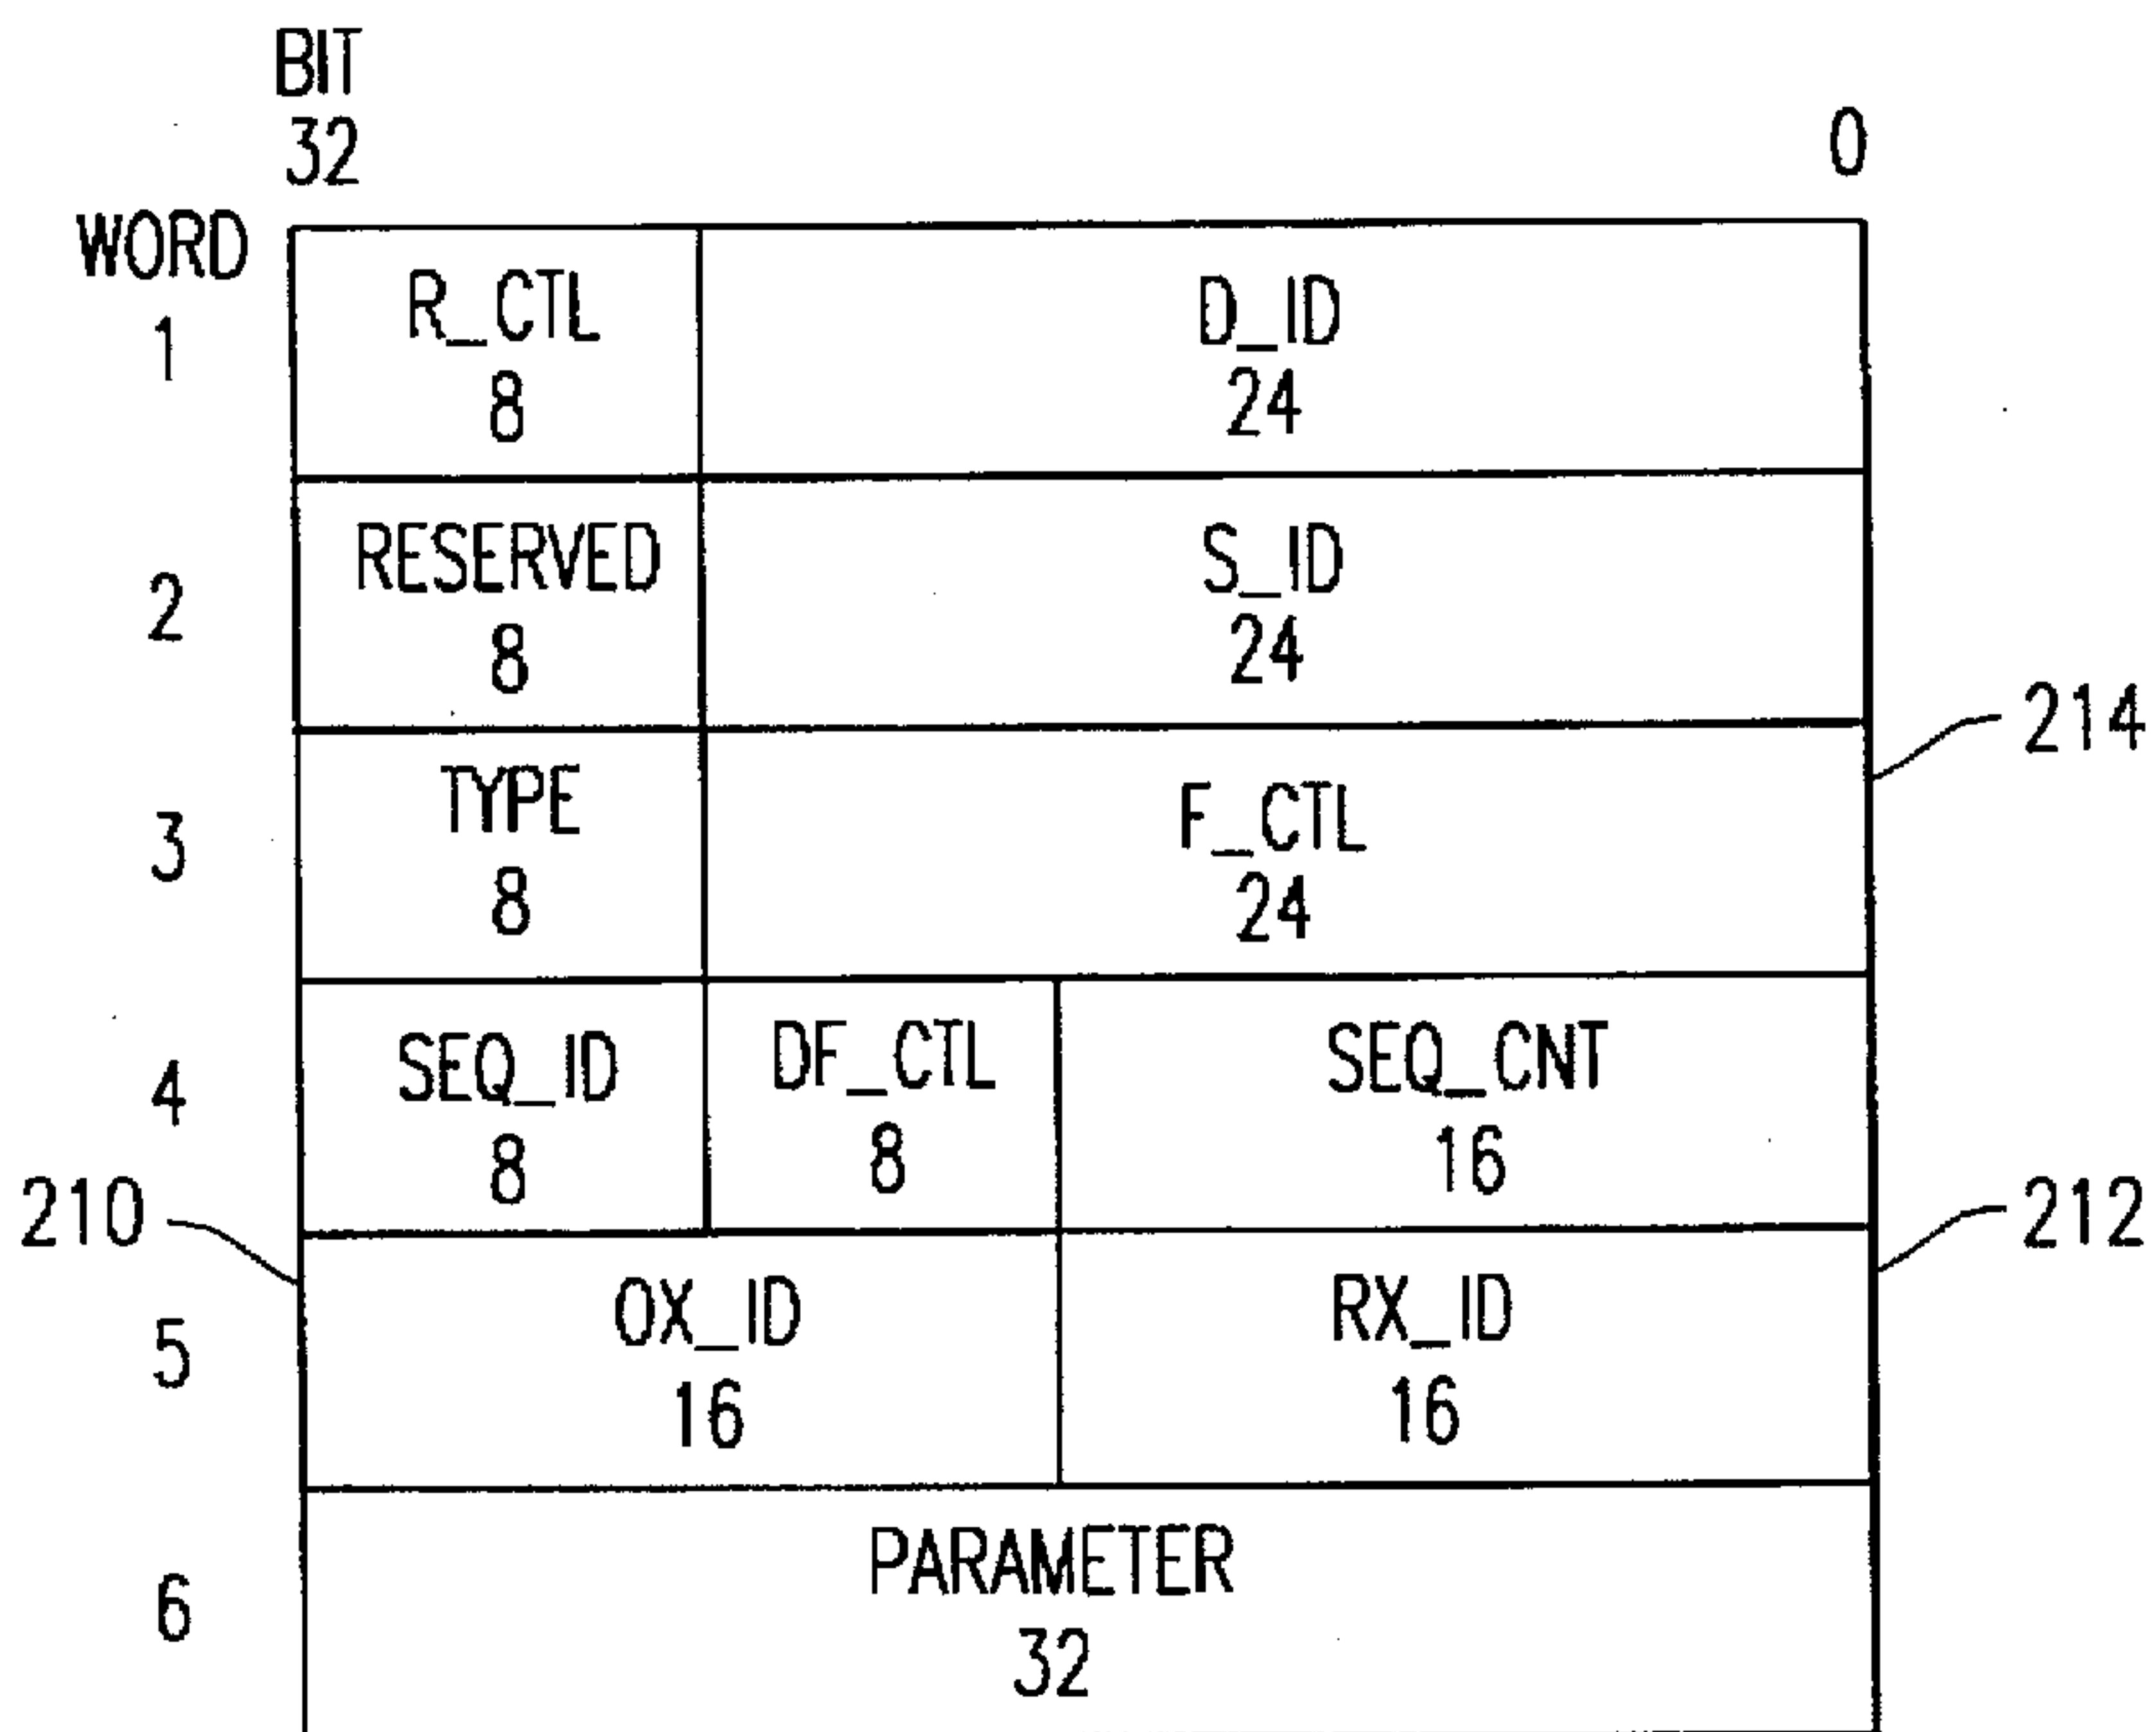 BIT
32 0
WORD
1 R_CTL 8 D_ID 24
2 RESERVED 8 S_ID 24
214
3 TYPE 8 F_CTL 24
4 SEQ_ID 8 DF_CTL 8 SEQ_CNT 16
210 212
5 OX_ID 16 RX_ID 16
6 PARAMETER 32